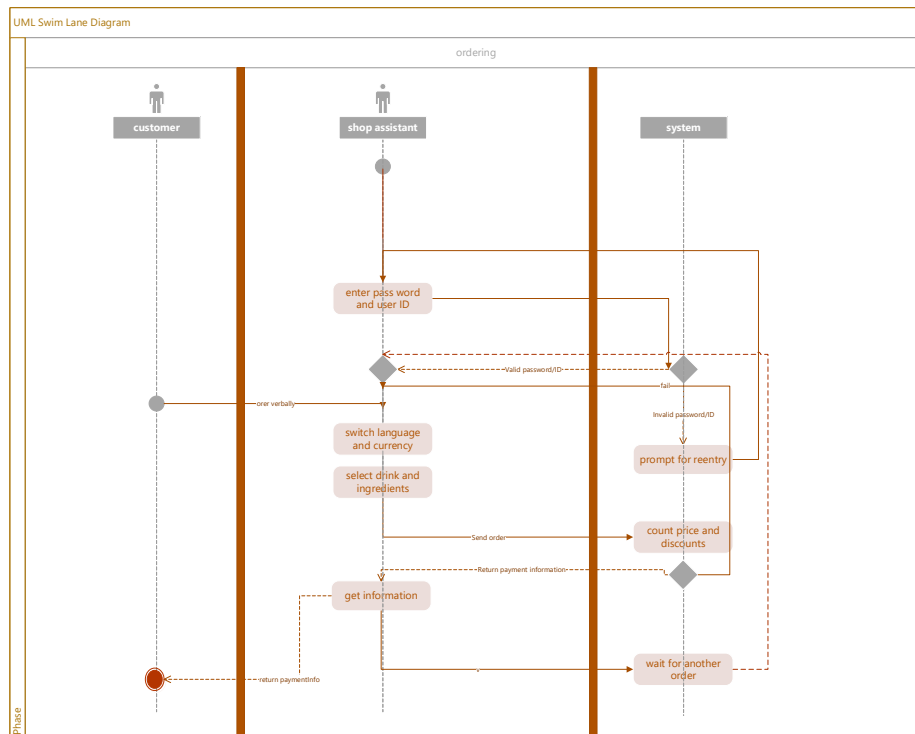 UML Swim Lane Diagram
ordering
customer
shop assistant
system
enter pass word
and user ID
Valid password/ID
fail
orer verbally
Invalid password/ID
switch language
and currency
prompt for reentry
select drink and
ingredients
Send order
count price and
discounts
Return payment information
get information
wait for another
order
return paymentInfo
Phase